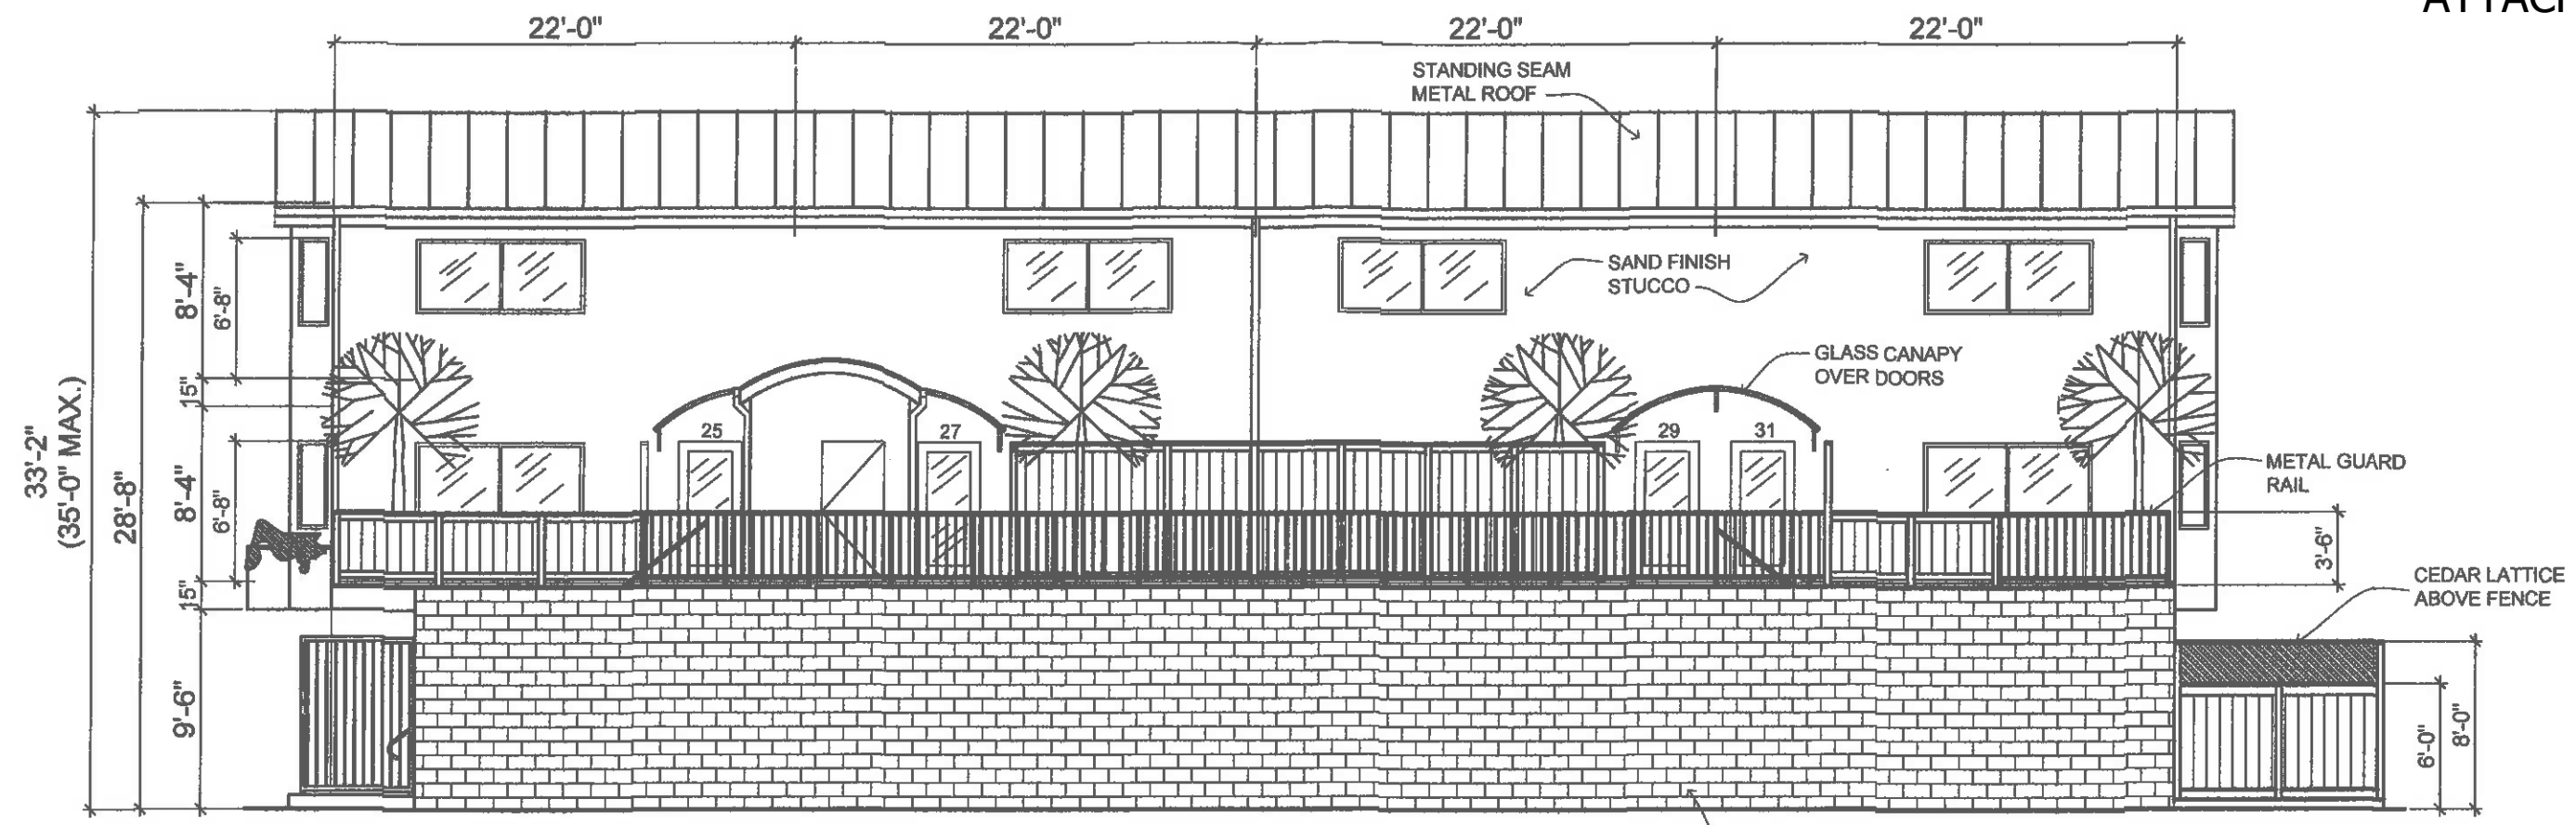 ATTACH
22'-0"
22'-0"
22'-0"
22'-0"
STANDING SEAM
METAL ROOF
SAND FINISH
STUCCO
GLASS CANOPY
OVER DOORS
25
27
29
31
METAL GUARD
RAIL
CEDAR LATTICE
ABOVE FENCE
33'-2"
(35'-0" MAX.)
28'-8"
8'-4"
6'-8"
15"
8'-4"
6'-8"
15"
9'-6"
3'-6"
6'-0"
8'-0"